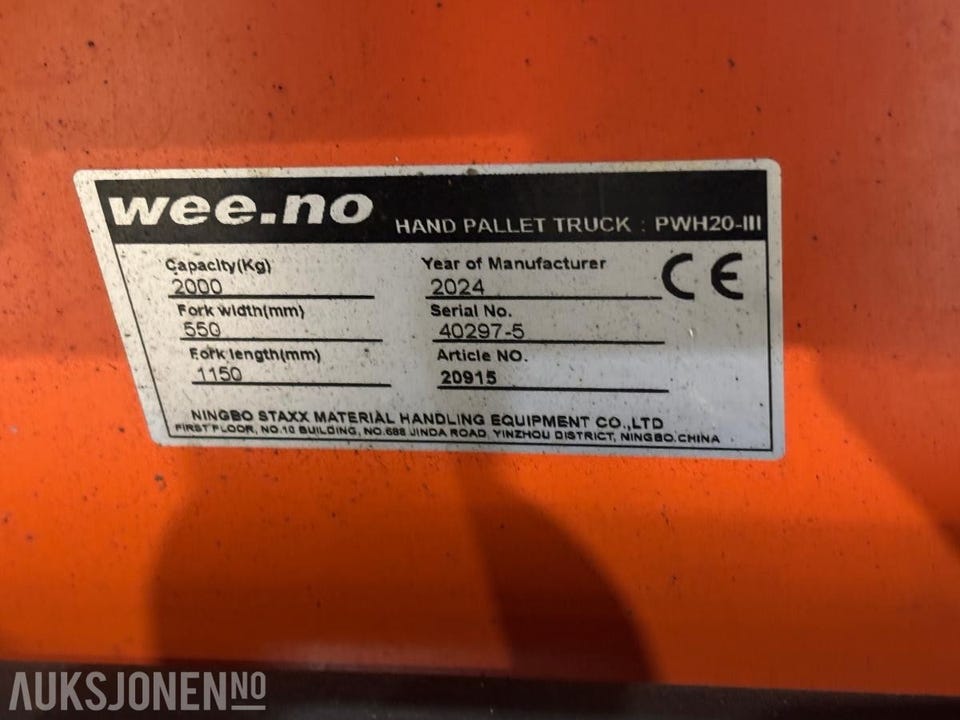 wee.no HAND PALLET TRUCK : PWH20-III
Capacity(Kg) Year of Manufacturer
2000 2024
Fork width(mm) Serial No.
550 40297-5
Fork length(mm) Article NO.
1150 20915
CE
NINGBO STAXX MATERIAL HANDLING EQUIPMENT CO.,LTD
FIRST FLOOR, NO.10 BUILDING, NO.688 JINDA ROAD, YINZHOU DISTRICT, NINGBO.CHINA
AUKSJONEN.NO